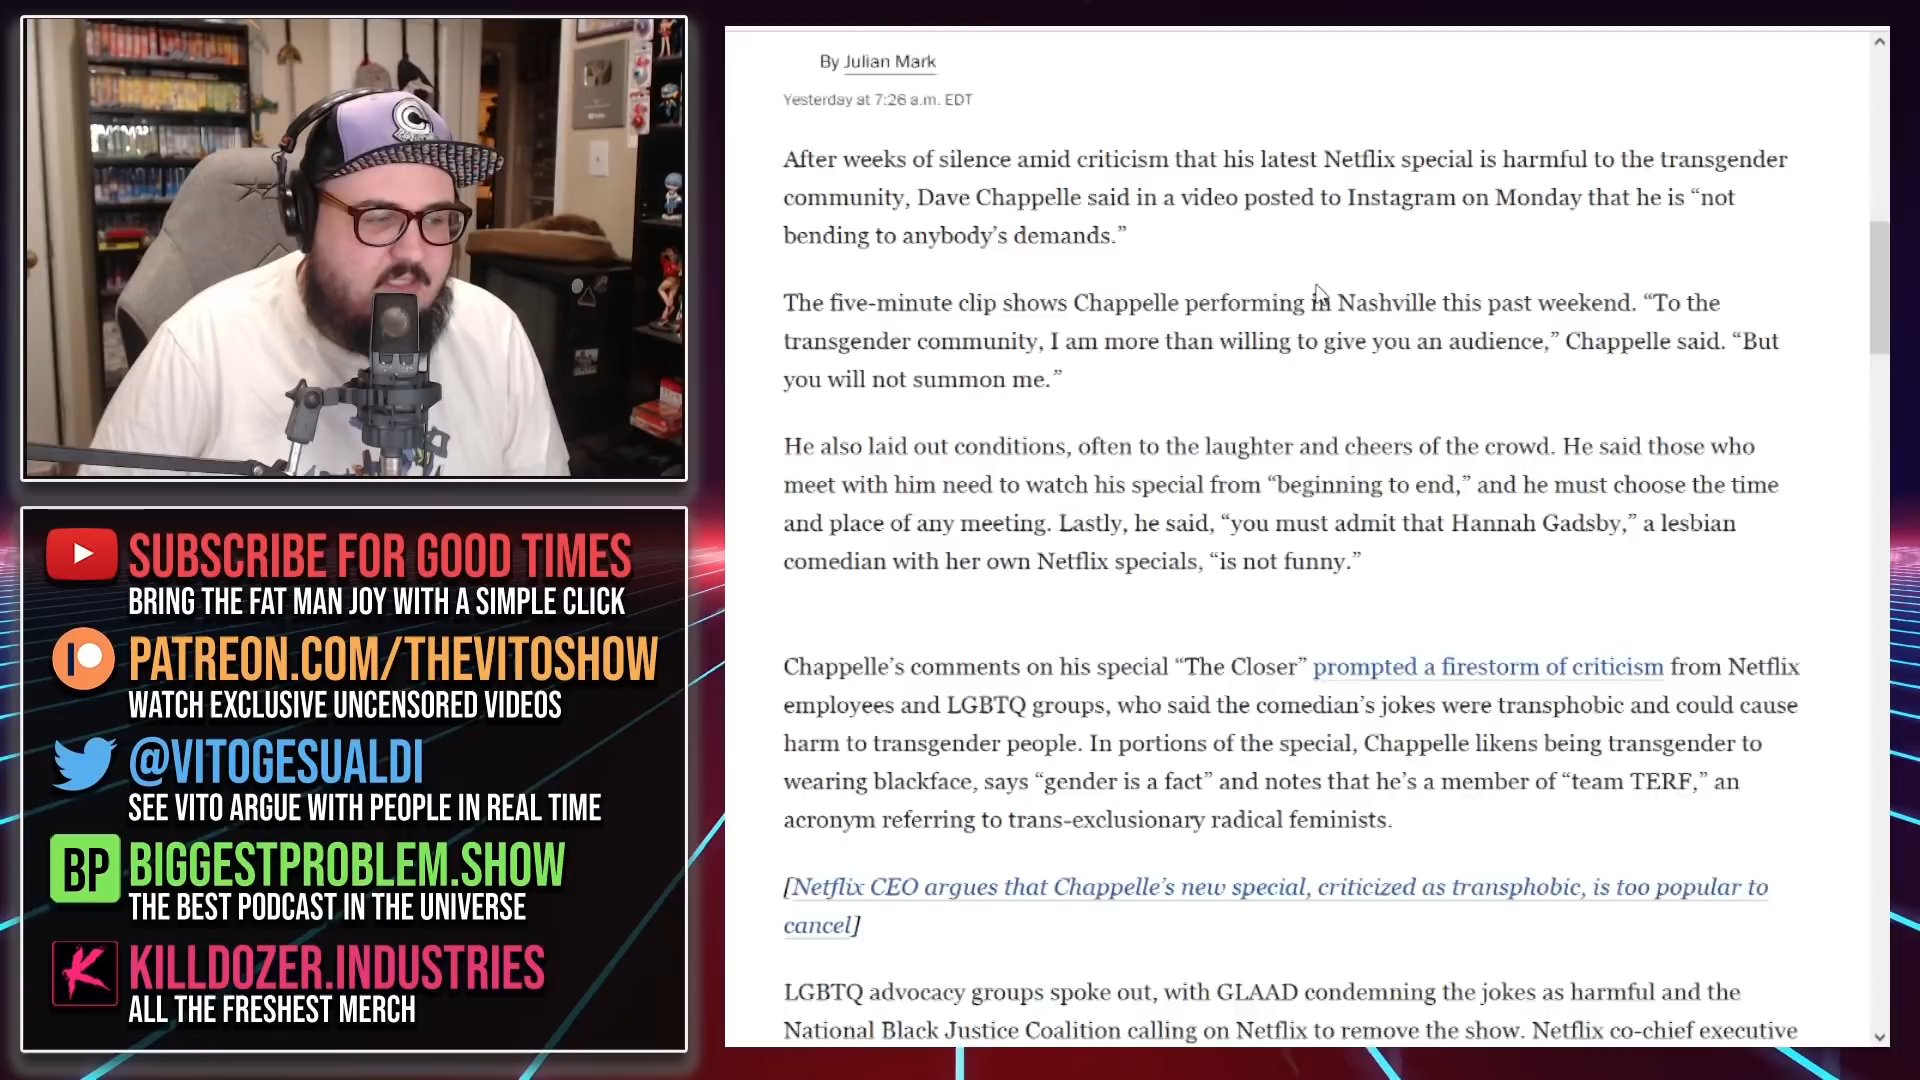 By Julian Mark
Yesterday at 7:26 a.m. EDT
After weeks of silence amid criticism that his latest Netflix special is harmful to the transgender
community, Dave Chappelle said in a video posted to Instagram on Monday that he is “not
bending to anybody’s demands.”
The five-minute clip shows Chappelle performing in Nashville this past weekend. “To the
transgender community, I am more than willing to give you an audience,” Chappelle said. “But
you will not summon me.”
He also laid out conditions, often to the laughter and cheers of the crowd. He said those who
meet with him need to watch his special from “beginning to end,” and he must choose the time
and place of any meeting. Lastly, he said, “you must admit that Hannah Gadsby,” a lesbian
comedian with her own Netflix specials, “is not funny.”
Chappelle’s comments on his special “The Closer” prompted a firestorm of criticism from Netflix
employees and LGBTQ groups, who said the comedian’s jokes were transphobic and could cause
harm to transgender people. In portions of the special, Chappelle likens being transgender to
wearing blackface, says “gender is a fact” and notes that he’s a member of “team TERF,” an
acronym referring to trans-exclusionary radical feminists.
[Netflix CEO argues that Chappelle’s new special, criticized as transphobic, is too popular to
cancel]
LGBTQ advocacy groups spoke out, with GLAAD condemning the jokes as harmful and the
National Black Justice Coalition calling on Netflix to remove the show. Netflix co-chief executive
SUBSCRIBE FOR GOOD TIMES
BRING THE FAT MAN JOY WITH A SIMPLE CLICK
PATREON.COM/THEVITOSHOW
WATCH EXCLUSIVE UNCENSORED VIDEOS
@VITOGESUALDI
SEE VITO ARGUE WITH PEOPLE IN REAL TIME
BP BIGGESTPROBLEM.SHOW
THE BEST PODCAST IN THE UNIVERSE
K KILLDOZER.INDUSTRIES
ALL THE FRESHEST MERCH